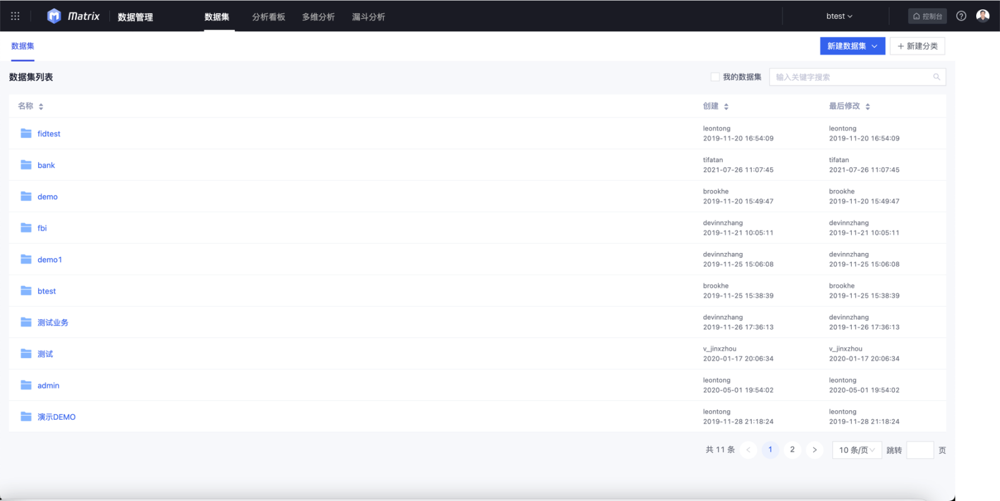 Matrix 数据管理 数据集 分析看板 多维分析 漏斗分析 btest 控制台
数据集 新建数据集 + 新建分类
数据集列表 我的数据集 输入关键字搜索
名称 创建 最后修改
fidtest leontong 2019-11-20 16:54:09 leontong 2019-11-20 16:54:09
bank tifatan 2021-07-26 11:07:45 tifatan 2021-07-26 11:07:45
demo brookhe 2019-11-20 15:49:47 brookhe 2019-11-20 15:49:47
fbi devinnzhang 2019-11-21 10:05:11 devinnzhang 2019-11-21 10:05:11
demo1 devinnzhang 2019-11-25 15:06:08 devinnzhang 2019-11-25 15:06:08
btest brookhe 2019-11-25 15:38:39 brookhe 2019-11-25 15:38:39
测试业务 devinnzhang 2019-11-26 17:36:13 devinnzhang 2019-11-26 17:36:13
测试 v_jinxzhou 2020-01-17 20:06:34 v_jinxzhou 2020-01-17 20:06:34
admin leontong 2020-05-01 19:54:02 leontong 2020-05-01 19:54:02
演示DEMO leontong 2019-11-28 21:18:24 leontong 2019-11-28 21:18:24
共 11 条 < 1 2 > 10 条/页 跳转 页